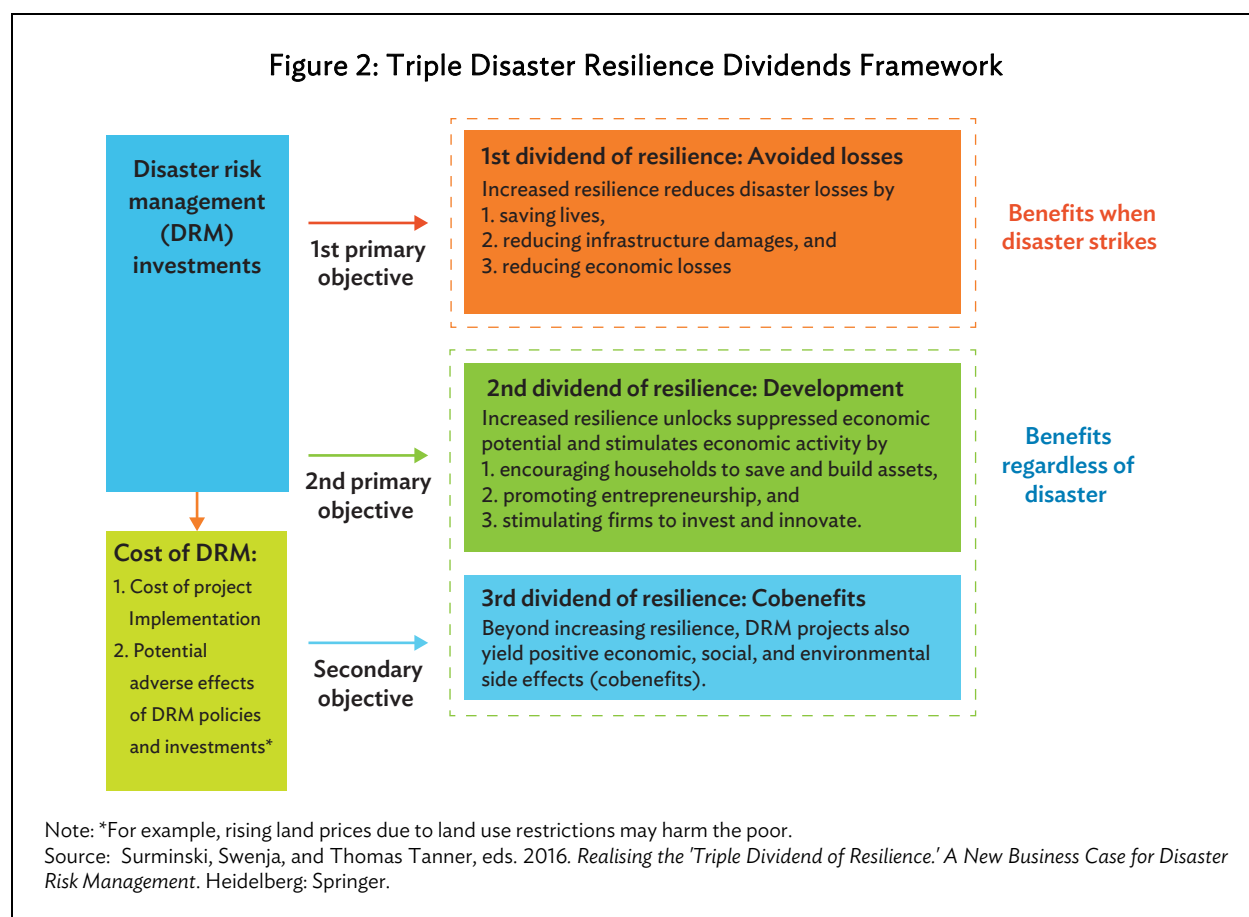 Figure 2: Triple Disaster Resilience Dividends Framework
Disaster risk
management
(DRM)
investments
1st primary
objective
1st dividend of resilience: Avoided losses
Increased resilience reduces disaster losses by
1. saving lives,
2. reducing infrastructure damages, and
3. reducing economic losses
Benefits when
disaster strikes
2nd primary
objective
2nd dividend of resilience: Development
Increased resilience unlocks suppressed economic
potential and stimulates economic activity by
1. encouraging households to save and build assets,
2. promoting entrepreneurship, and
3. stimulating firms to invest and innovate.
Benefits
regardless of
disaster
Cost of DRM:
1. Cost of project
Implementation
2. Potential
adverse effects
of DRM policies
and investments*
Secondary
objective
3rd dividend of resilience: Cobenefits
Beyond increasing resilience, DRM projects also
yield positive economic, social, and environmental
side effects (cobenefits).
Note: *For example, rising land prices due to land use restrictions may harm the poor.
Source: Surminski, Swenja, and Thomas Tanner, eds. 2016. Realising the 'Triple Dividend of Resilience.' A New Business Case for Disaster
Risk Management. Heidelberg: Springer.